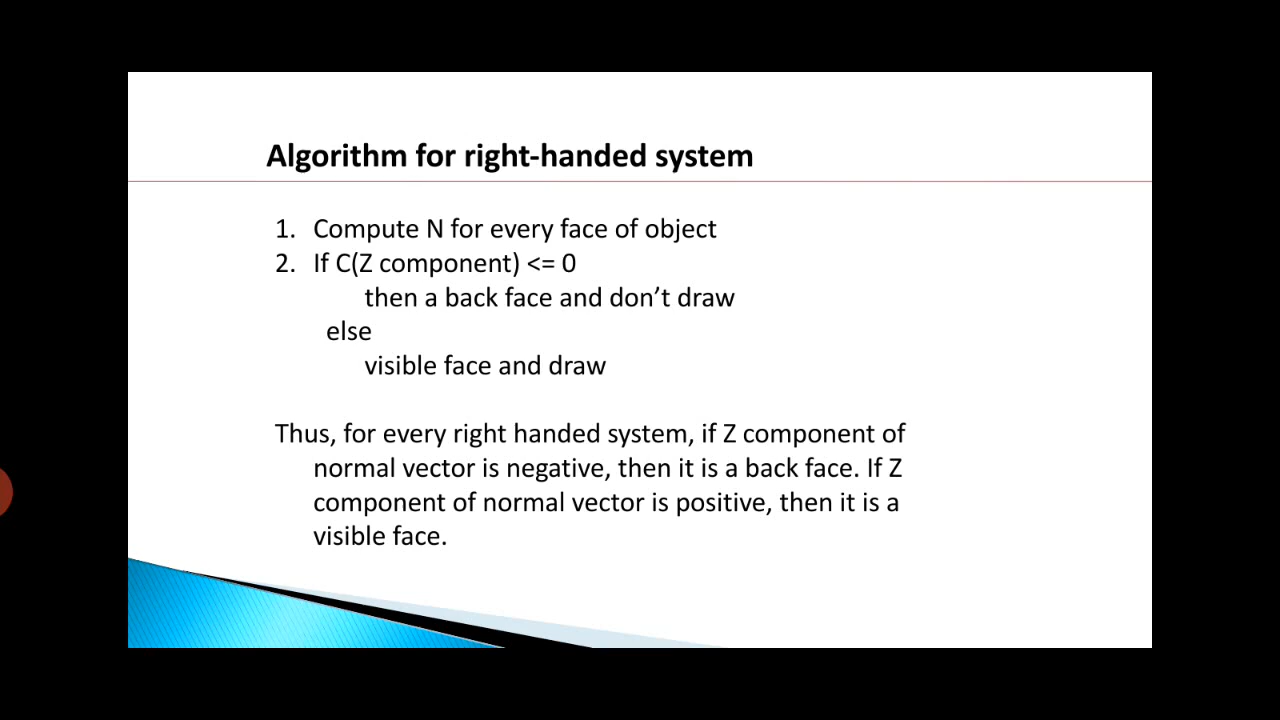 Algorithm for right-handed system
1. Compute N for every face of object
2. If C(Z component) <= 0
then a back face and don’t draw
else
visible face and draw
Thus, for every right handed system, if Z component of
normal vector is negative, then it is a back face. If Z
component of normal vector is positive, then it is a
visible face.